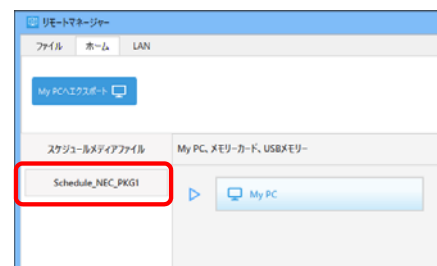 リモートマネージャー
ファイル ホーム LAN
My PCへエクスポート
スケジュールメディアファイル My PC、メモリーカード、USBメモリー
Schedule_NEC_PKG1
My PC